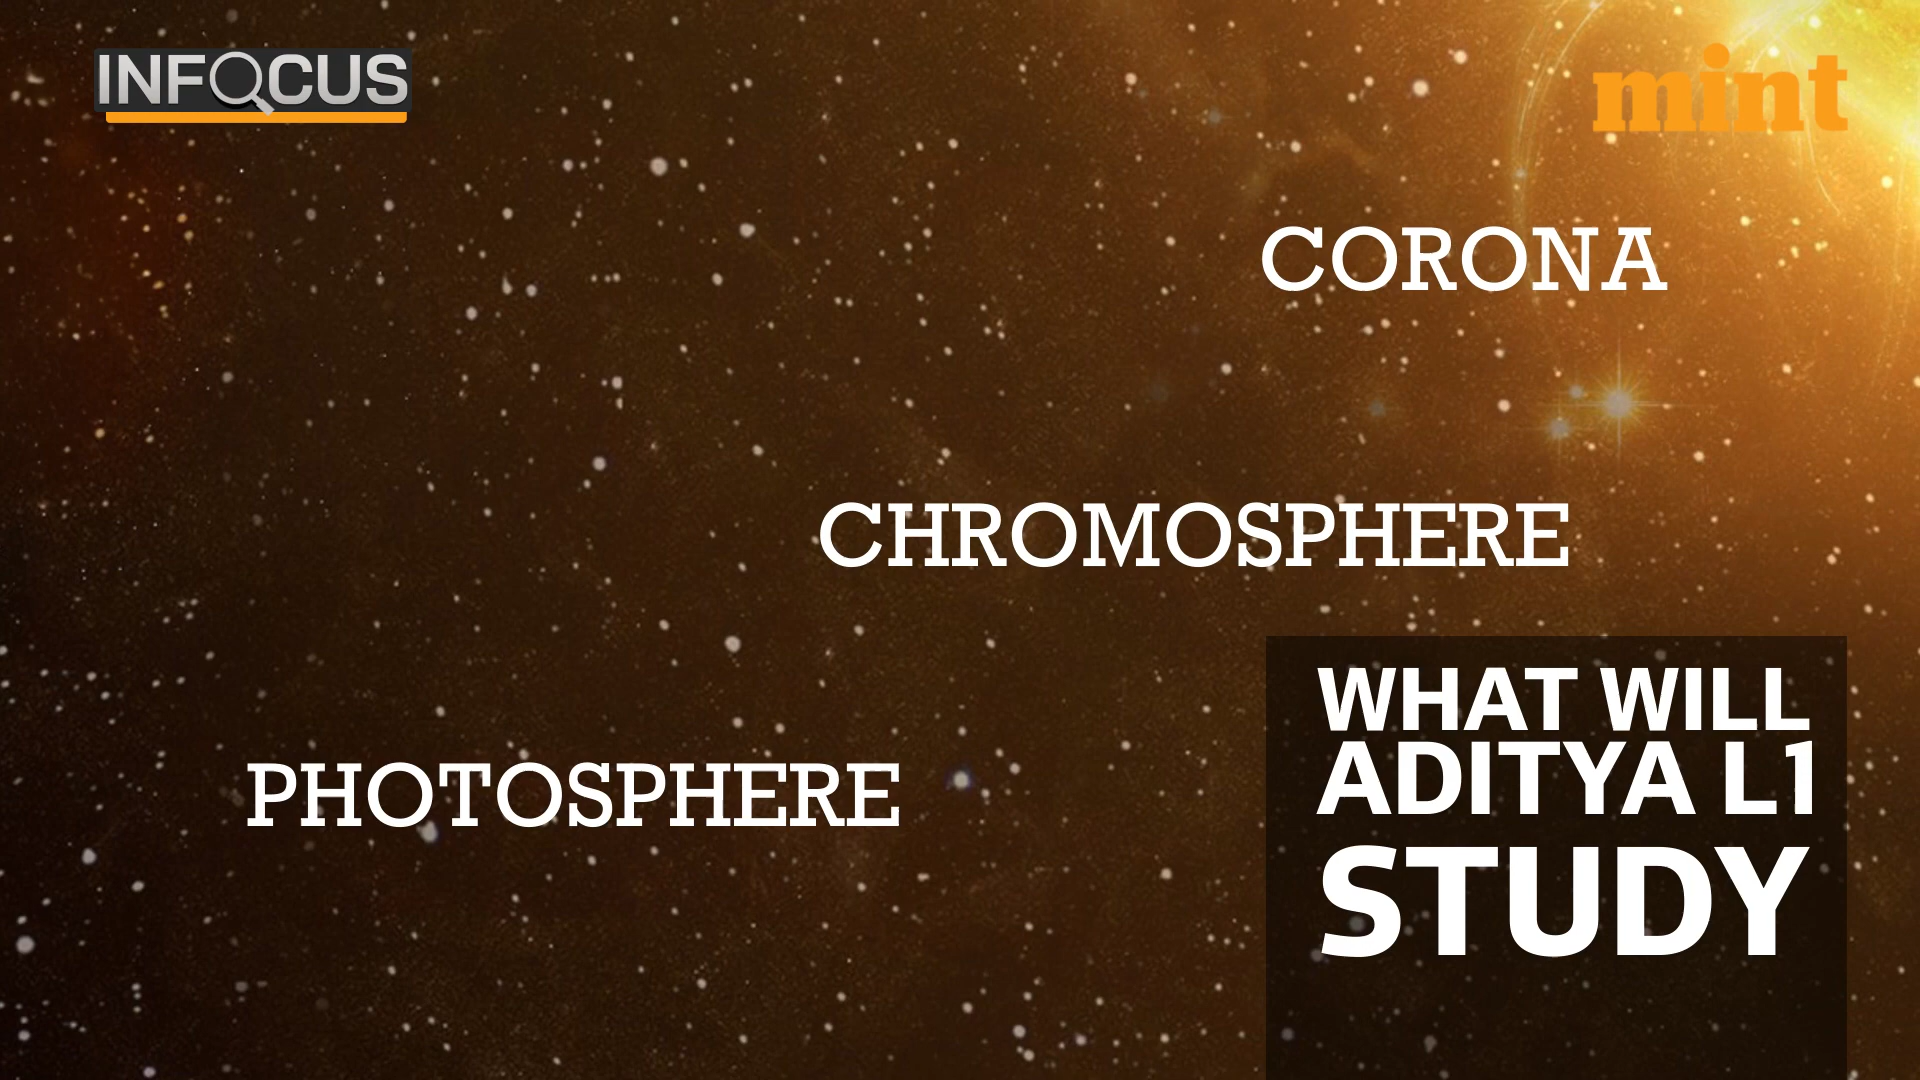 INFOCUS
mint
CORONA
CHROMOSPHERE
PHOTOSPHERE
WHAT WILL
ADITYA L1
STUDY